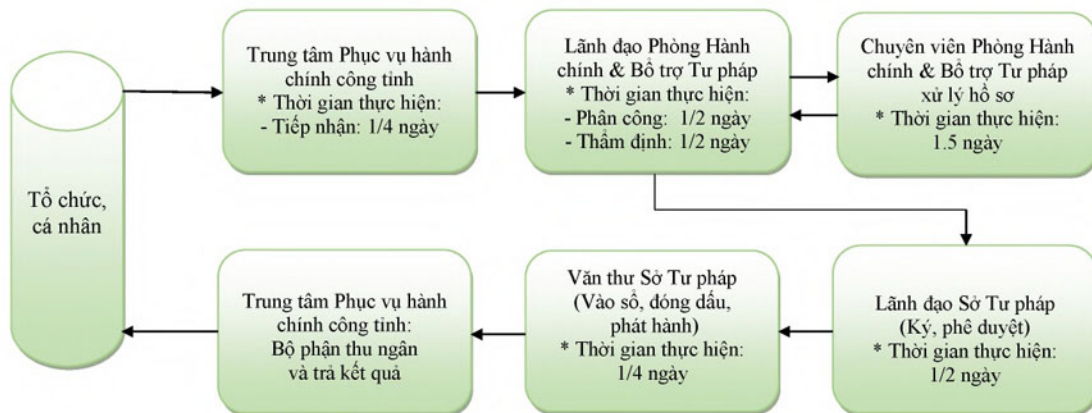 Tổ chức,
cá nhân
Trung tâm Phục vụ hành
chính công tỉnh
* Thời gian thực hiện:
- Tiếp nhận: 1/4 ngày
Lãnh đạo Phòng Hành
chính & Bổ trợ Tư pháp
* Thời gian thực hiện:
- Phân công: 1/2 ngày
- Thẩm định: 1/2 ngày
Chuyên viên Phòng Hành
chính & Bổ trợ Tư pháp
xử lý hồ sơ
* Thời gian thực hiện:
1.5 ngày
Lãnh đạo Sở Tư pháp
(Ký, phê duyệt)
* Thời gian thực hiện:
1/2 ngày
Văn thư Sở Tư pháp
(Vào sổ, đóng dấu,
phát hành)
* Thời gian thực hiện:
1/4 ngày
Trung tâm Phục vụ hành
chính công tỉnh:
Bộ phận thu ngân
và trả kết quả